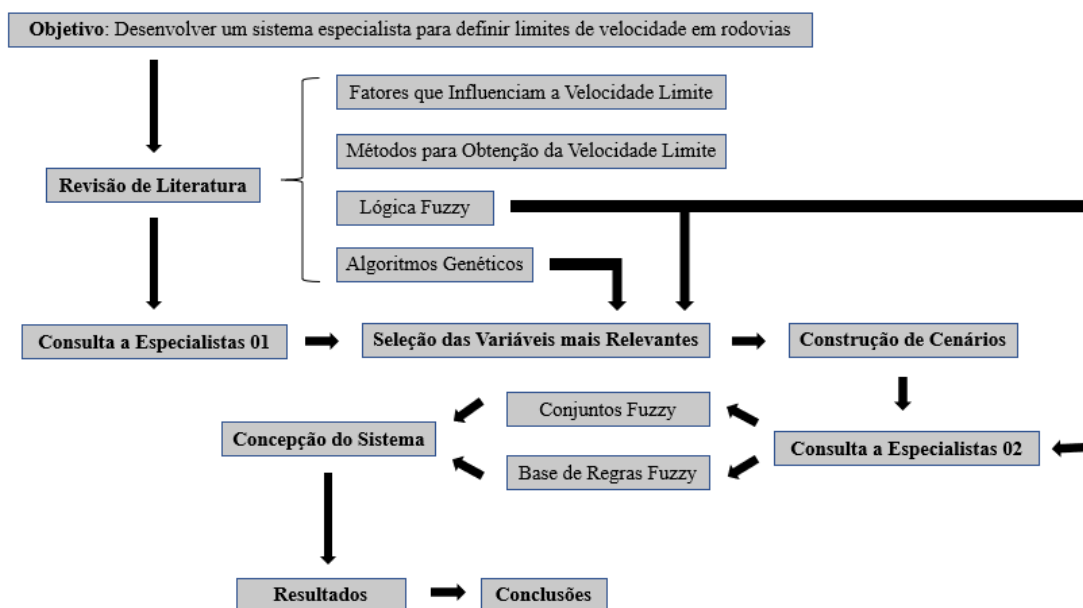 Objetivo: Desenvolver um sistema especialista para definir limites de velocidade em rodovias
Fatores que Influenciam a Velocidade Limite
Métodos para Obtenção da Velocidade Limite
Revisão de Literatura
Lógica Fuzzy
Algoritmos Genéticos
Consulta a Especialistas 01
Seleção das Variáveis mais Relevantes
Construção de Cenários
Conjuntos Fuzzy
Concepção do Sistema
Consulta a Especialistas 02
Base de Regras Fuzzy
Resultados
Conclusões